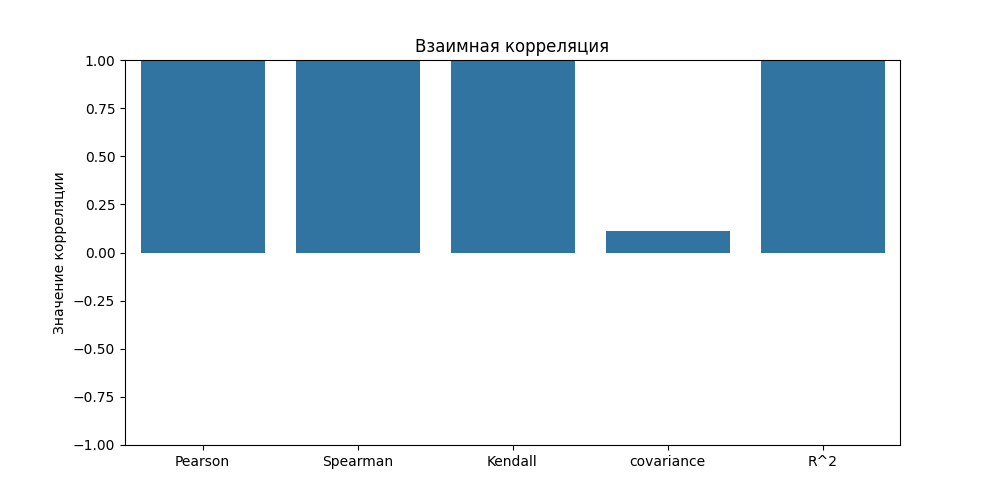 Взаимная корреляция
Значение корреляции
1.00
0.75
0.50
0.25
0.00
−0.25
−0.50
−0.75
−1.00
Pearson
Spearman
Kendall
covariance
R^2